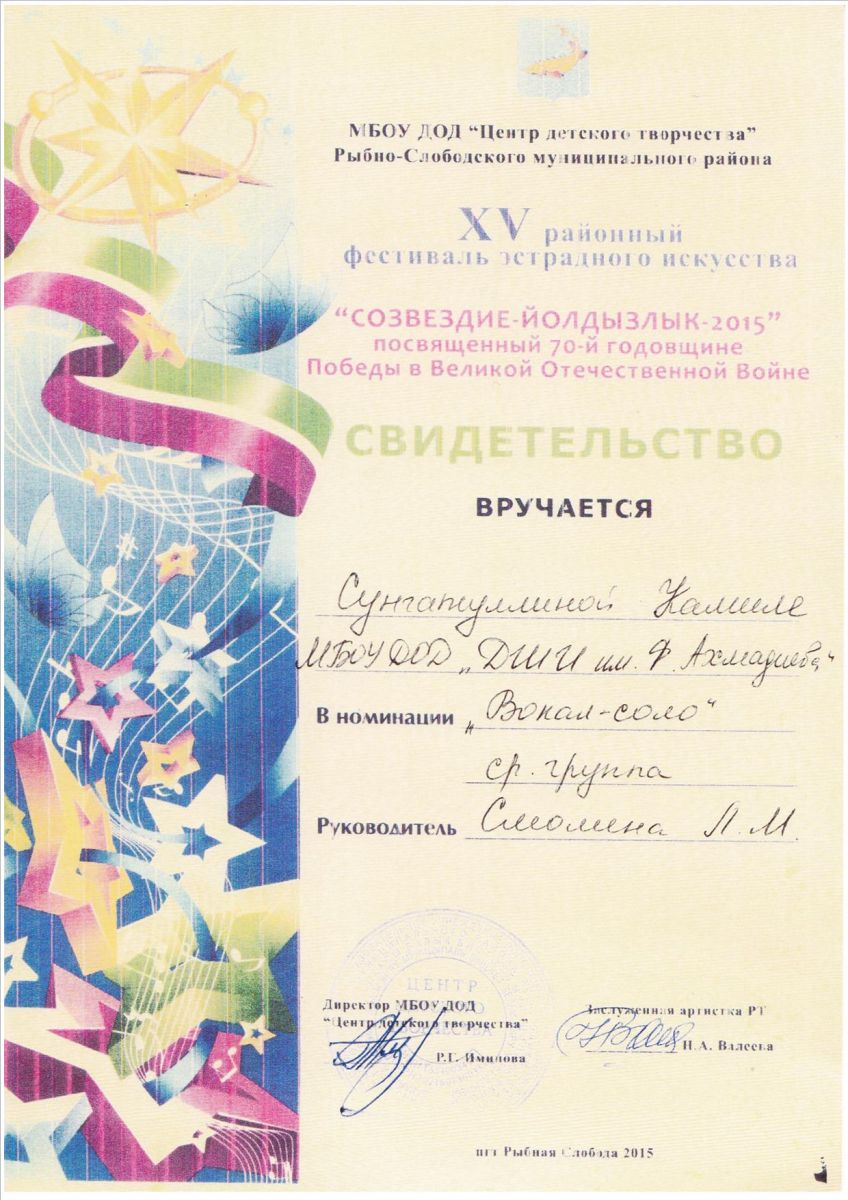 МБОУ ДОД “Центр детского творчества”
Рыбно-Слободского муниципального района
XV районный
фестиваль эстрадного искусства
“СОЗВЕЗДИЕ-ЙОЛДЫЗЛЫК-2015”
посвященный 70-й годовщине
Победы в Великой Отечественной Войне
СВИДЕТЕЛЬСТВО
ВРУЧАЕТСЯ
Сунгатуллиной Камиле
МБОУ ДОД „ДШИ им. Ф. Ахмадиева“
В номинации „Вокал-соло“
ср. группа
Руководитель Смолина Л.М.
ЦЕНТР
Директор МБОУ ДОД
“Центр детского творчества”
Р.Г. Имилова
Заслуженная артистка РТ
Н.А. Валеева
пгт Рыбная Слобода 2015